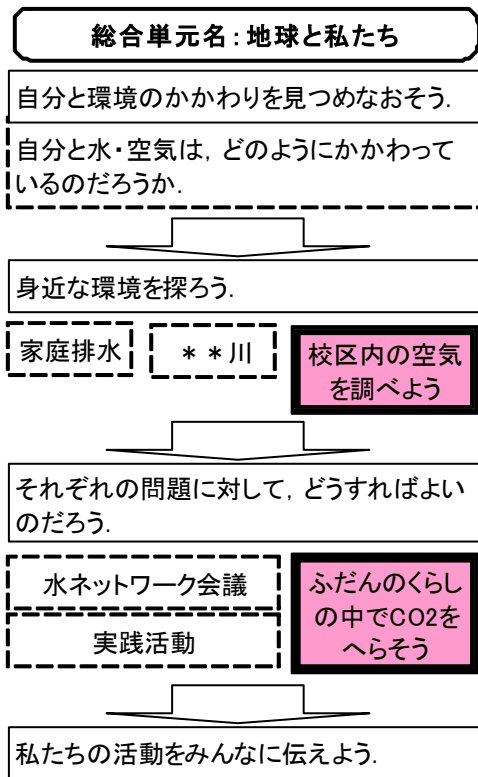 総合単元名:地球と私たち
自分と環境のかかわりを見つめなおそう.
自分と水・空気は, どのようにかかわって
いるのだろうか.
身近な環境を探ろう.
家庭排水
**川
校区内の空気
を調べよう
それぞれの問題に対して, どうすればよい
のだろう.
水ネットワーク会議
実践活動
ふだんのくらし
の中でCO2を
へらそう
私たちの活動をみんなに伝えよう.